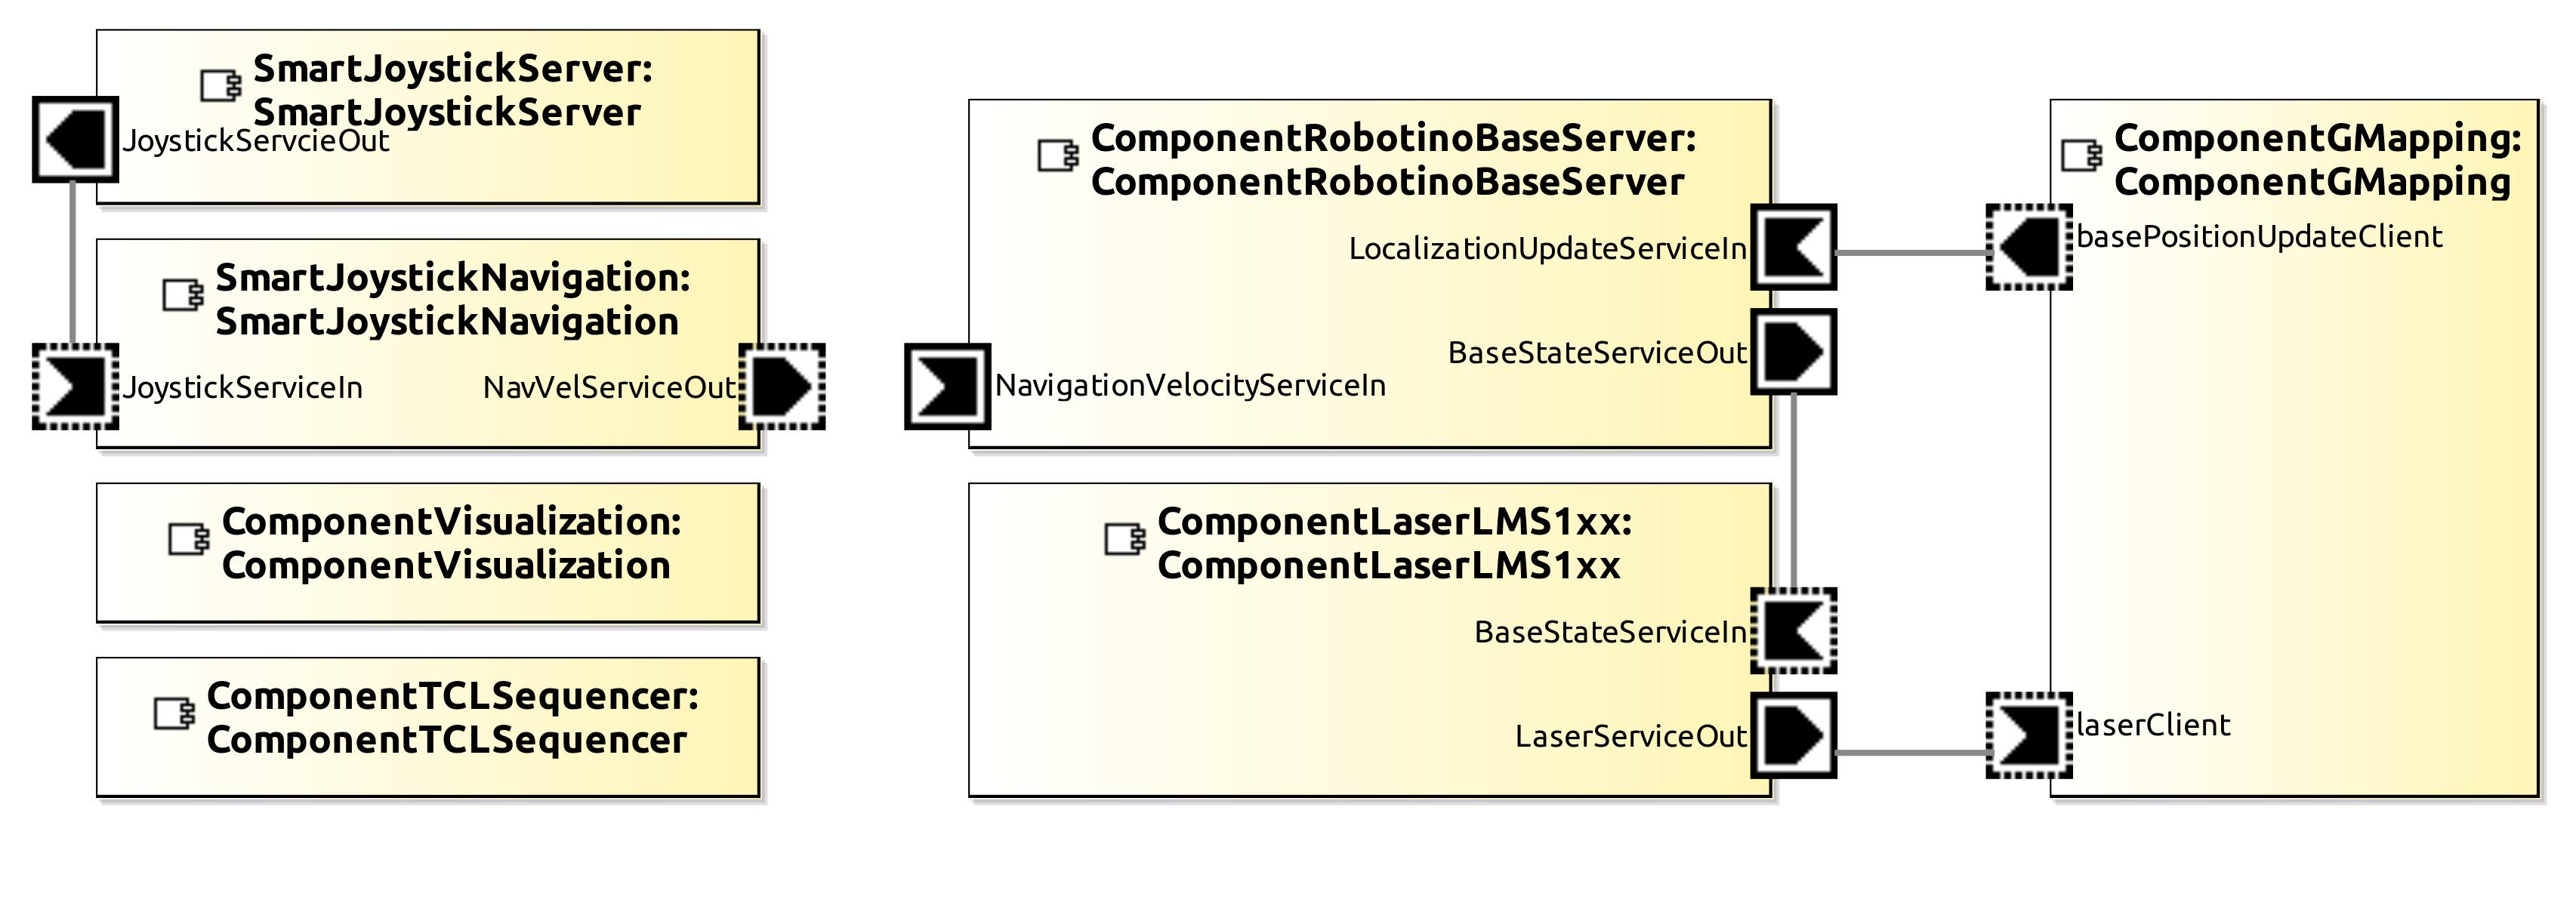 SmartJoystickServer:
SmartJoystickServer
JoystickServcieOut
SmartJoystickNavigation:
SmartJoystickNavigation
JoystickServiceIn
NavVelServiceOut
ComponentVisualization:
ComponentVisualization
ComponentTCLSequencer:
ComponentTCLSequencer
ComponentRobotinoBaseServer:
ComponentRobotinoBaseServer
LocalizationUpdateServiceIn
BaseStateServiceOut
NavigationVelocityServiceIn
ComponentLaserLMS1xx:
ComponentLaserLMS1xx
BaseStateServiceIn
LaserServiceOut
ComponentGMapping:
ComponentGMapping
basePositionUpdateClient
laserClient